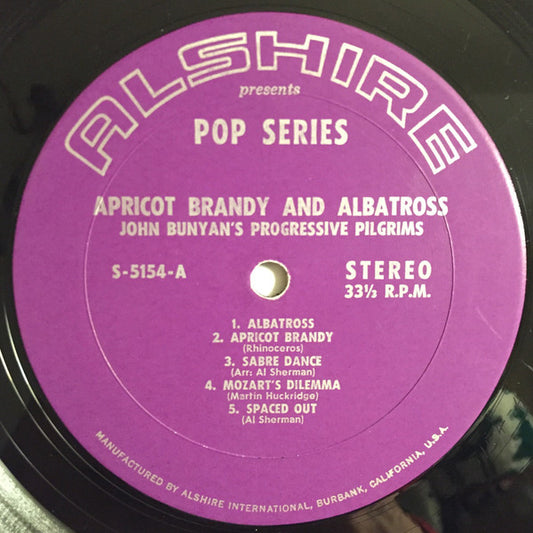 ALSHIRE
presents
POP SERIES
APRICOT BRANDY AND ALBATROSS
JOHN BUNYAN'S PROGRESSIVE PILGRIMS
S-5154-A
STEREO
33⅓ R.P.M.
1. ALBATROSS
2. APRICOT BRANDY
(Rhinoceros)
3. SABRE DANCE
(Arr: Al Sherman)
4. MOZART'S DILEMMA
(Martin Huckridge)
5. SPACED OUT
(Al Sherman)
MANUFACTURED BY ALSHIRE INTERNATIONAL, BURBANK, CALIFORNIA, U.S.A.